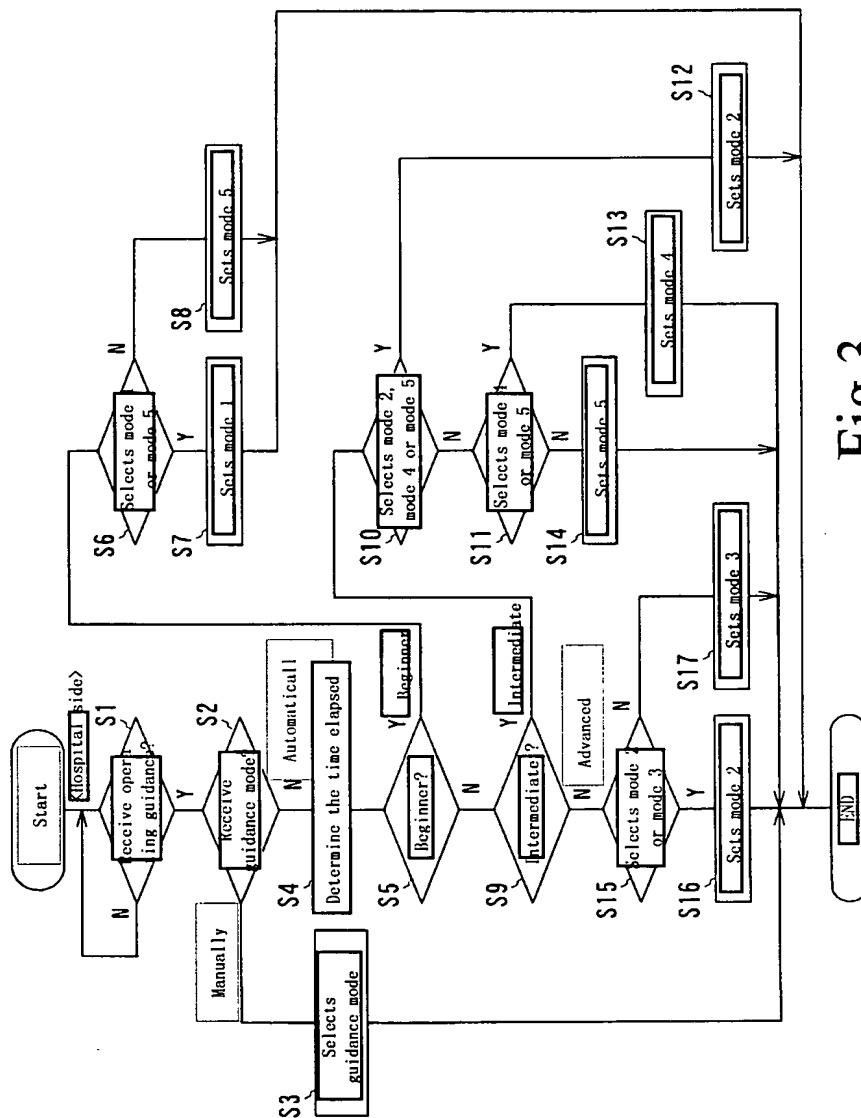 Start
<Hospital side>
S1
Receive operat
ing guidance?
N
Y
S2
Receive
guidance mode?
Manually
N
Automaticall
S3
Selects
guidance mode
S4
Determine the time elapsed
S5
Beginner?
Y
Beginner
N
S6
Selects mode 1
or mode 5
N
Y
S7
Sets mode 1
S8
Sets mode 5
S9
Intermediate?
Y
Intermediate
N
Advanced
S10
Selects mode 2,
mode 4 or mode 5
Y
N
S11
Selects mode 4
or mode 5
Y
N
S12
Sets mode 2
S13
Sets mode 4
S14
Sets mode 5
S15
Selects mode 2
or mode 3
N
Y
S16
Sets mode 2
S17
Sets mode 3
END